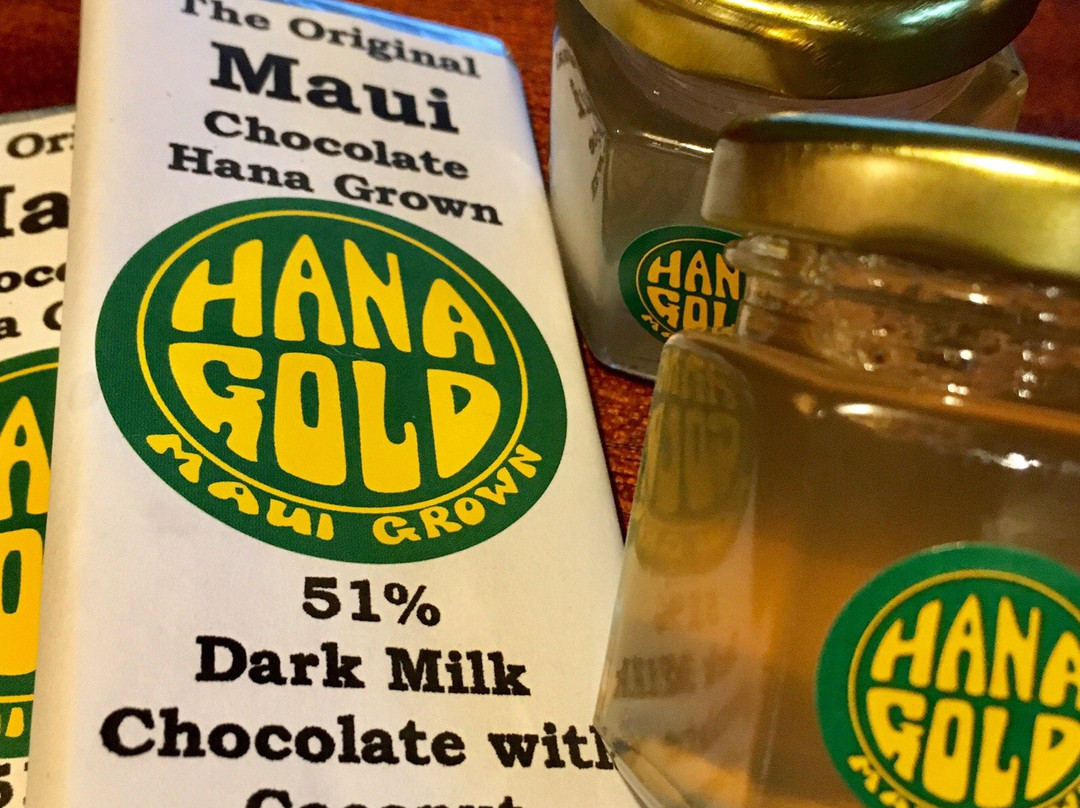 The Original
Maui
Chocolate
Hana Grown
HANA
GOLD
MAUI GROWN
51%
Dark Milk
Chocolate with
Coconut
HANA
GOLD
HANA
GOLD